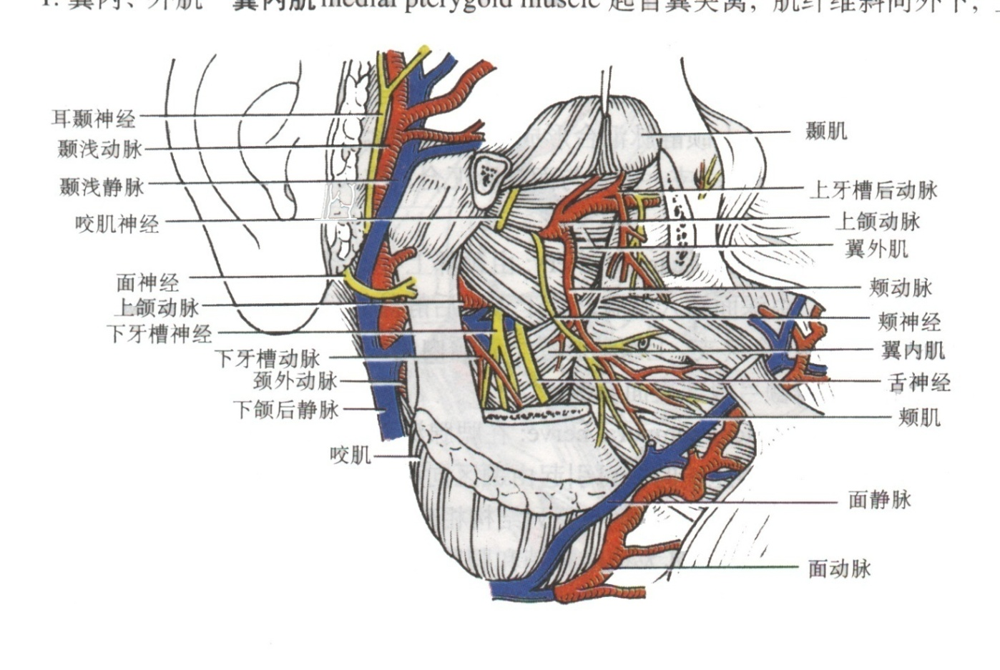 1. 翼内、外肌 翼内肌 medial pterygoid muscle 起自翼突窝，肌纤维斜向外下，
耳颞神经
颞浅动脉
颞浅静脉
咬肌神经
面神经
上颌动脉
下牙槽神经
下牙槽动脉
颈外动脉
下颌后静脉
咬肌
颞肌
上牙槽后动脉
上颌动脉
翼外肌
颊动脉
颊神经
翼内肌
舌神经
颊肌
面静脉
面动脉